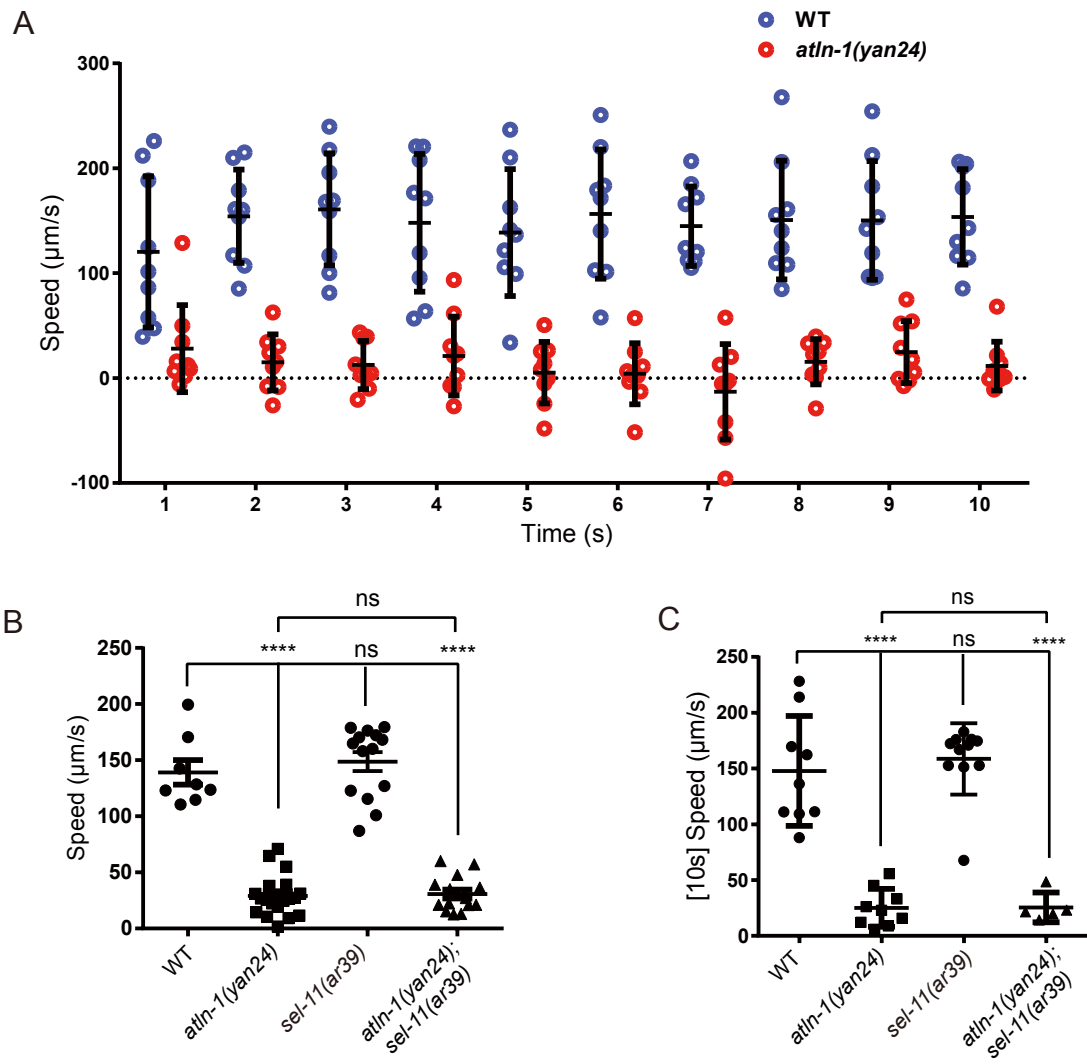 A
WT
atln-1(yan24)
Speed (μm/s)
300
200
100
0
-100
1 2 3 4 5 6 7 8 9 10
Time (s)
B
ns
**** ns ****
Speed (μm/s)
250
200
150
100
50
0
WT
atln-1(yan24)
sel-11(ar39)
atln-1(yan24);
sel-11(ar39)
C
ns
**** ns ****
[10s] Speed (μm/s)
250
200
150
100
50
0
WT
atln-1(yan24)
sel-11(ar39)
atln-1(yan24);
sel-11(ar39)